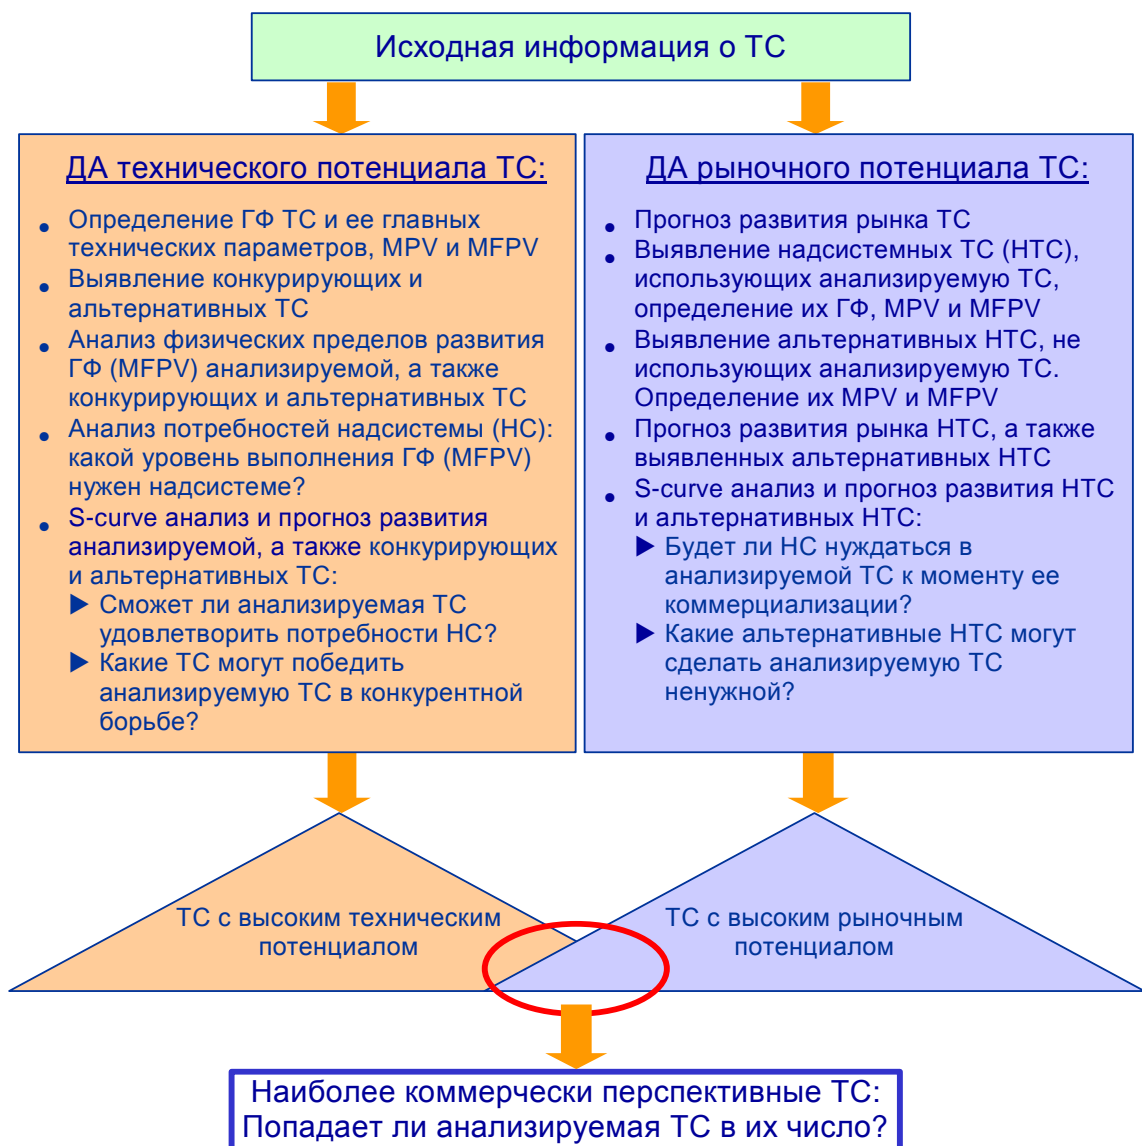 Исходная информация о ТС
ДА технического потенциала ТС:
• Определение ГФ ТС и ее главных
технических параметров, MPV и MFPV
• Выявление конкурирующих и
альтернативных ТС
• Анализ физических пределов развития
ГФ (MFPV) анализируемой, а также
конкурирующих и альтернативных ТС
• Анализ потребностей надсистемы (НС):
какой уровень выполнения ГФ (MFPV)
нужен надсистеме?
• S-curve анализ и прогноз развития
анализируемой, а также конкурирующих
и альтернативных ТС:
▶ Сможет ли анализируемая ТС
удовлетворить потребности НС?
▶ Какие ТС могут победить
анализируемую ТС в конкурентной
борьбе?
ДА рыночного потенциала ТС:
• Прогноз развития рынка ТС
• Выявление надсистемных ТС (НТС),
использующих анализируемую ТС,
определение их ГФ, MPV и MFPV
• Выявление альтернативных НТС, не
использующих анализируемую ТС.
Определение их MPV и MFPV
• Прогноз развития рынка НТС, а также
выявленных альтернативных НТС
• S-curve анализ и прогноз развития НТС
и альтернативных НТС:
▶ Будет ли НС нуждаться в
анализируемой ТС к моменту ее
коммерциализации?
▶ Какие альтернативные НТС могут
сделать анализируемую ТС
ненужной?
ТС с высоким техническим
потенциалом
ТС с высоким рыночным
потенциалом
Наиболее коммерчески перспективные ТС:
Попадает ли анализируемая ТС в их число?